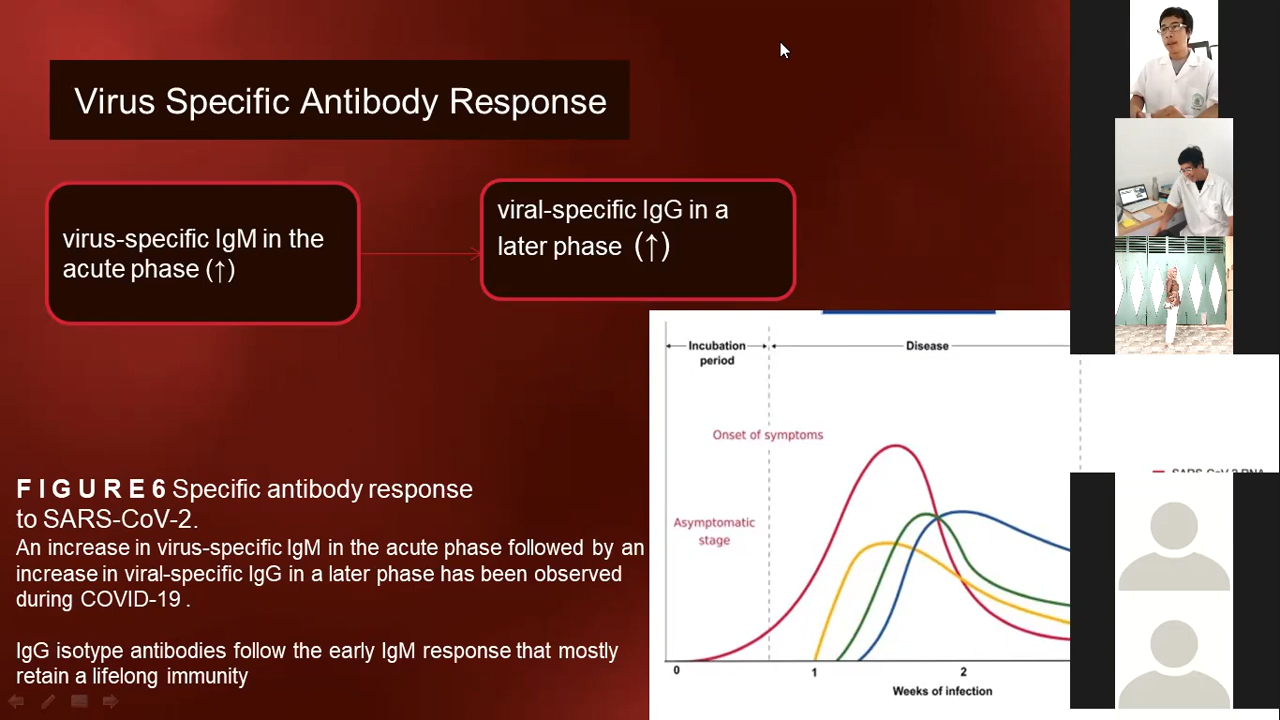 Virus Specific Antibody Response
virus-specific IgM in the
acute phase (↑)
viral-specific IgG in a
later phase (↑)
Incubation
period
Disease
Onset of symptoms
Asymptomatic
stage
0
1
2
Weeks of infection
F I G U R E 6 Specific antibody response
to SARS-CoV-2.
An increase in virus-specific IgM in the acute phase followed by an
increase in viral-specific IgG in a later phase has been observed
during COVID-19 .
IgG isotype antibodies follow the early IgM response that mostly
retain a lifelong immunity